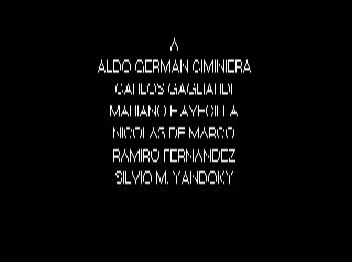 A
ALDO GERMAN CIMINIERA
CARLOS GAGLIARDI
MARIANO
NICOLAS DE MARCO
RAMIRO FERNANDEZ
SILVIO M. YANDOKY